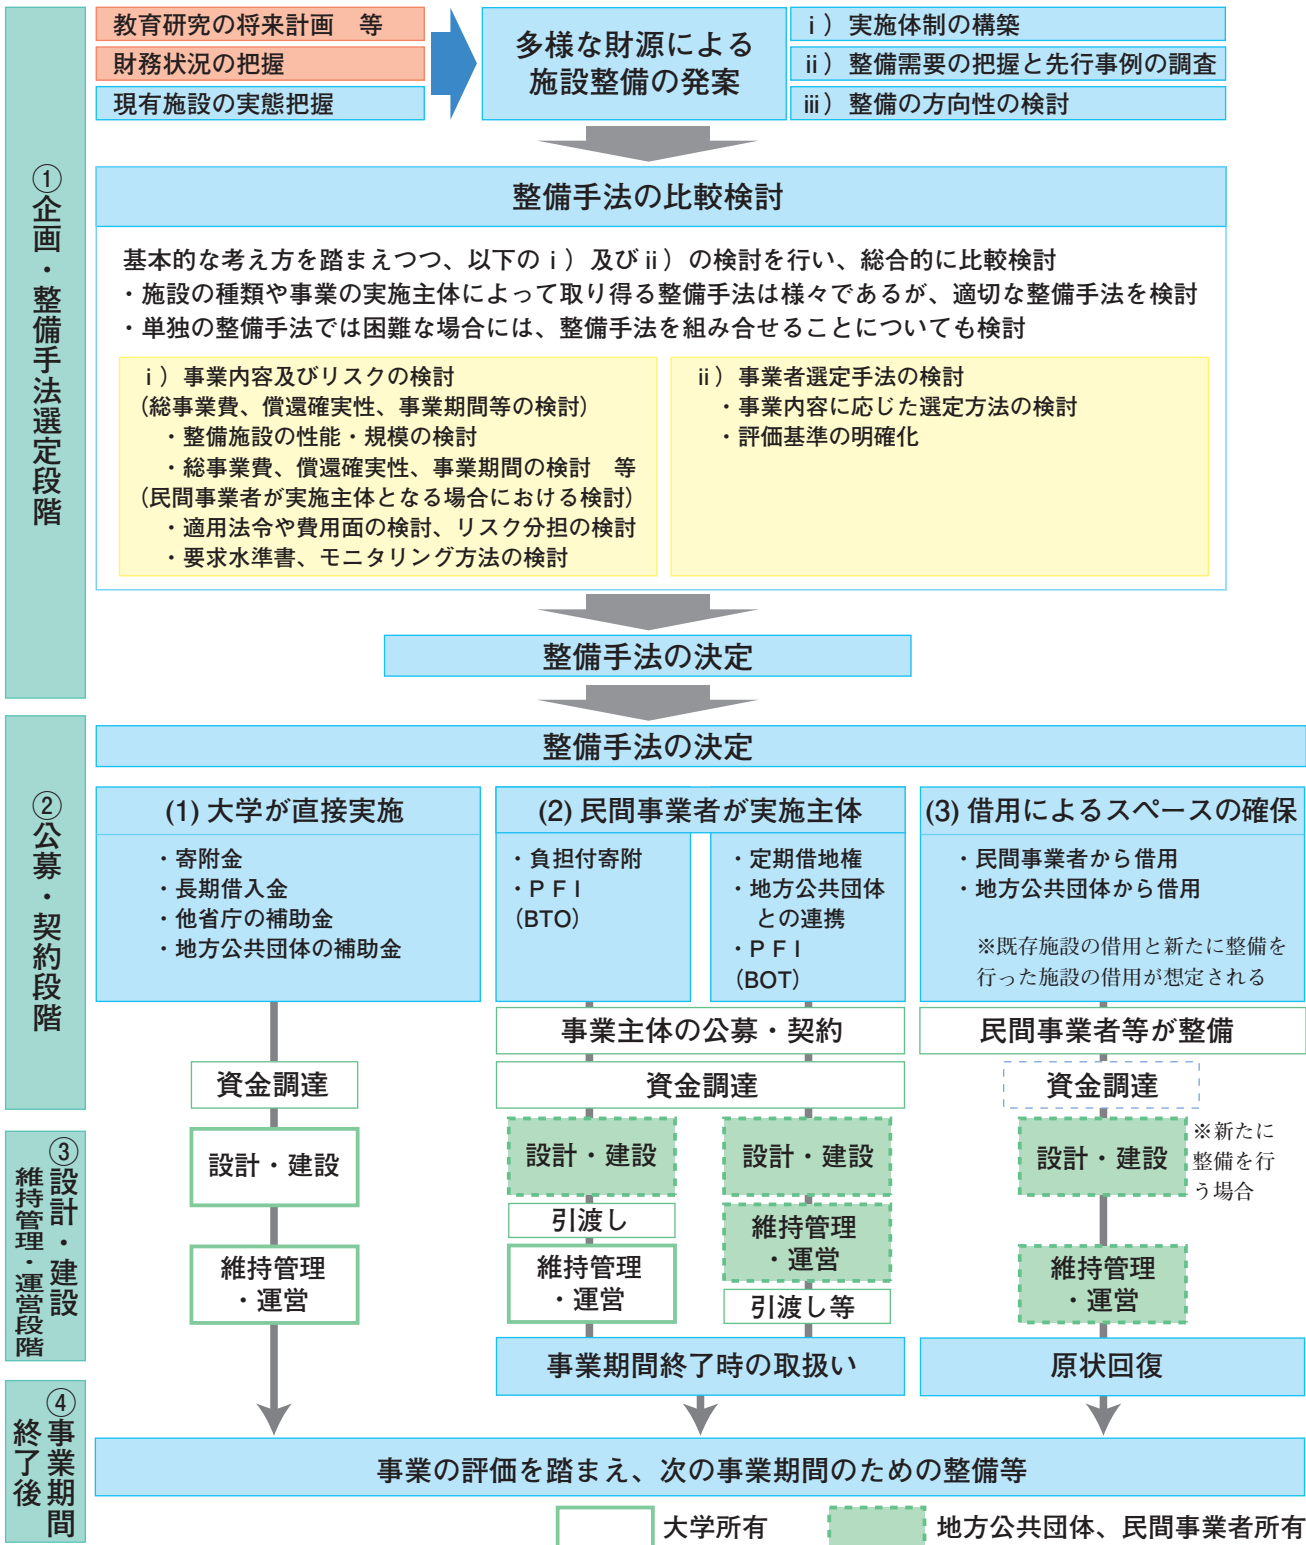 ①企画・整備手法選定段階
教育研究の将来計画　等
財務状況の把握
現有施設の実態把握
多様な財源による
施設整備の発案
ⅰ）実施体制の構築
ⅱ）整備需要の把握と先行事例の調査
ⅲ）整備の方向性の検討
整備手法の比較検討
基本的な考え方を踏まえつつ、以下のⅰ）及びⅱ）の検討を行い、総合的に比較検討
・施設の種類や事業の実施主体によって取り得る整備手法は様々であるが、適切な整備手法を検討
・単独の整備手法では困難な場合には、整備手法を組み合せることについても検討
ⅰ）事業内容及びリスクの検討
（総事業費、償還確実性、事業期間等の検討）
・整備施設の性能・規模の検討
・総事業費、償還確実性、事業期間の検討　等
（民間事業者が実施主体となる場合における検討）
・適用法令や費用面の検討、リスク分担の検討
・要求水準書、モニタリング方法の検討
ⅱ）事業者選定手法の検討
・事業内容に応じた選定方法の検討
・評価基準の明確化
整備手法の決定
②公募・契約段階
整備手法の決定
(1) 大学が直接実施
・寄附金
・長期借入金
・他省庁の補助金
・地方公共団体の補助金
(2) 民間事業者が実施主体
・負担付寄附
・ＰＦＩ
（BTO）
・定期借地権
・地方公共団体
との連携
・ＰＦＩ
（BOT）
(3) 借用によるスペースの確保
・民間事業者から借用
・地方公共団体から借用
※既存施設の借用と新たに整備を
行った施設の借用が想定される
事業主体の公募・契約
民間事業者等が整備
資金調達
資金調達
資金調達
③設計・建設
維持管理・運営段階
設計・建設
設計・建設
設計・建設
設計・建設
※新たに
整備を行
う場合
引渡し
維持管理
・運営
維持管理
・運営
維持管理
・運営
維持管理
・運営
引渡し等
事業期間終了時の取扱い
原状回復
④事業期間
終了後
事業の評価を踏まえ、次の事業期間のための整備等
大学所有
地方公共団体、民間事業者所有